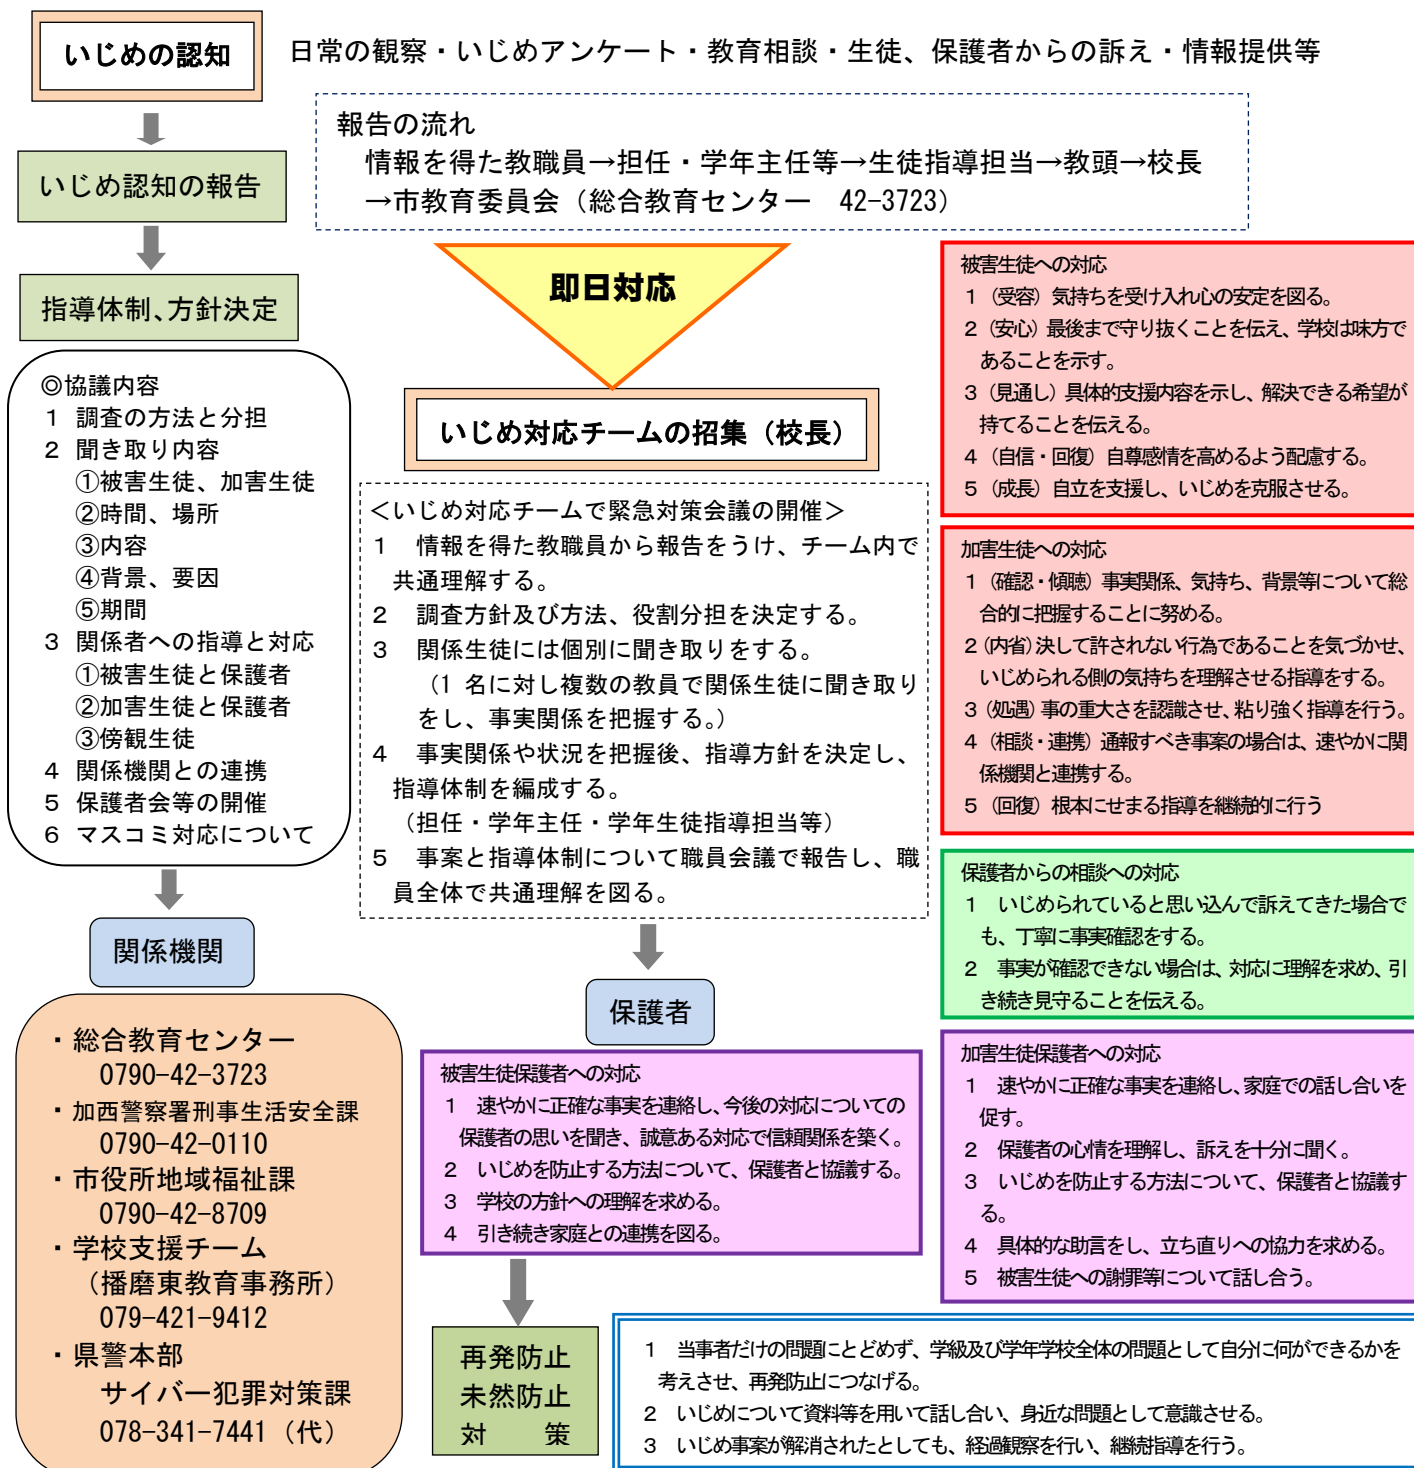 いじめの認知
日常の観察・いじめアンケート・教育相談・生徒、保護者からの訴え・情報提供等
報告の流れ
情報を得た教職員→担任・学年主任等→生徒指導担当→教頭→校長
→市教育委員会（総合教育センター　42-3723）
いじめ認知の報告
指導体制、方針決定
◎協議内容
1 調査の方法と分担
2 聞き取り内容
①被害生徒、加害生徒
②時間、場所
③内容
④背景、要因
⑤期間
3 関係者への指導と対応
①被害生徒と保護者
②加害生徒と保護者
③傍観生徒
4 関係機関との連携
5 保護者会等の開催
6 マスコミ対応について
関係機関
・総合教育センター
0790-42-3723
・加西警察署刑事生活安全課
0790-42-0110
・市役所地域福祉課
0790-42-8709
・学校支援チーム
（播磨東教育事務所）
079-421-9412
・県警本部
サイバー犯罪対策課
078-341-7441（代）
即日対応
いじめ対応チームの招集（校長）
＜いじめ対応チームで緊急対策会議の開催＞
1　情報を得た教職員から報告をうけ、チーム内で
共通理解する。
2　調査方針及び方法、役割分担を決定する。
3　関係生徒には個別に聞き取りをする。
（1 名に対し複数の教員で関係生徒に聞き取り
をし、事実関係を把握する。）
4　事実関係や状況を把握後、指導方針を決定し、
指導体制を編成する。
（担任・学年主任・学年生徒指導担当等）
5　事案と指導体制について職員会議で報告し、職
員全体で共通理解を図る。
保護者
被害生徒保護者への対応
1　速やかに正確な事実を連絡し、今後の対応についての
保護者の思いを聞き、誠意ある対応で信頼関係を築く。
2　いじめを防止する方法について、保護者と協議する。
3　学校の方針への理解を求める。
4　引き続き家庭との連携を図る。
被害生徒への対応
1（受容）気持ちを受け入れ心の安定を図る。
2（安心）最後まで守り抜くことを伝え、学校は味方で
あることを示す。
3（見通し）具体的支援内容を示し、解決できる希望が
持てることを伝える。
4（自信・回復）自尊感情を高めるよう配慮する。
5（成長）自立を支援し、いじめを克服させる。
加害生徒への対応
1（確認・傾聴）事実関係、気持ち、背景等について総
合的に把握することに努める。
2（内省）決して許されない行為であることを気づかせ、
いじめられる側の気持ちを理解させる指導をする。
3（処遇）事の重大さを認識させ、粘り強く指導を行う。
4（相談・連携）通報すべき事案の場合は、速やかに関
係機関と連携する。
5（回復）根本にせまる指導を継続的に行う
保護者からの相談への対応
1　いじめられていると思い込んで訴えてきた場合で
も、丁寧に事実確認をする。
2　事実が確認できない場合は、対応に理解を求め、引
き続き見守ることを伝える。
加害生徒保護者への対応
1　速やかに正確な事実を連絡し、家庭での話し合いを
促す。
2　保護者の心情を理解し、訴えを十分に聞く。
3　いじめを防止する方法について、保護者と協議す
る。
4　具体的な助言をし、立ち直りへの協力を求める。
5　被害生徒への謝罪等について話し合う。
再発防止
未然防止
対　　策
1　当事者だけの問題にとどめず、学級及び学年学校全体の問題として自分に何ができるかを
考えさせ、再発防止につなげる。
2　いじめについて資料等を用いて話し合い、身近な問題として意識させる。
3　いじめ事案が解消されたとしても、経過観察を行い、継続指導を行う。